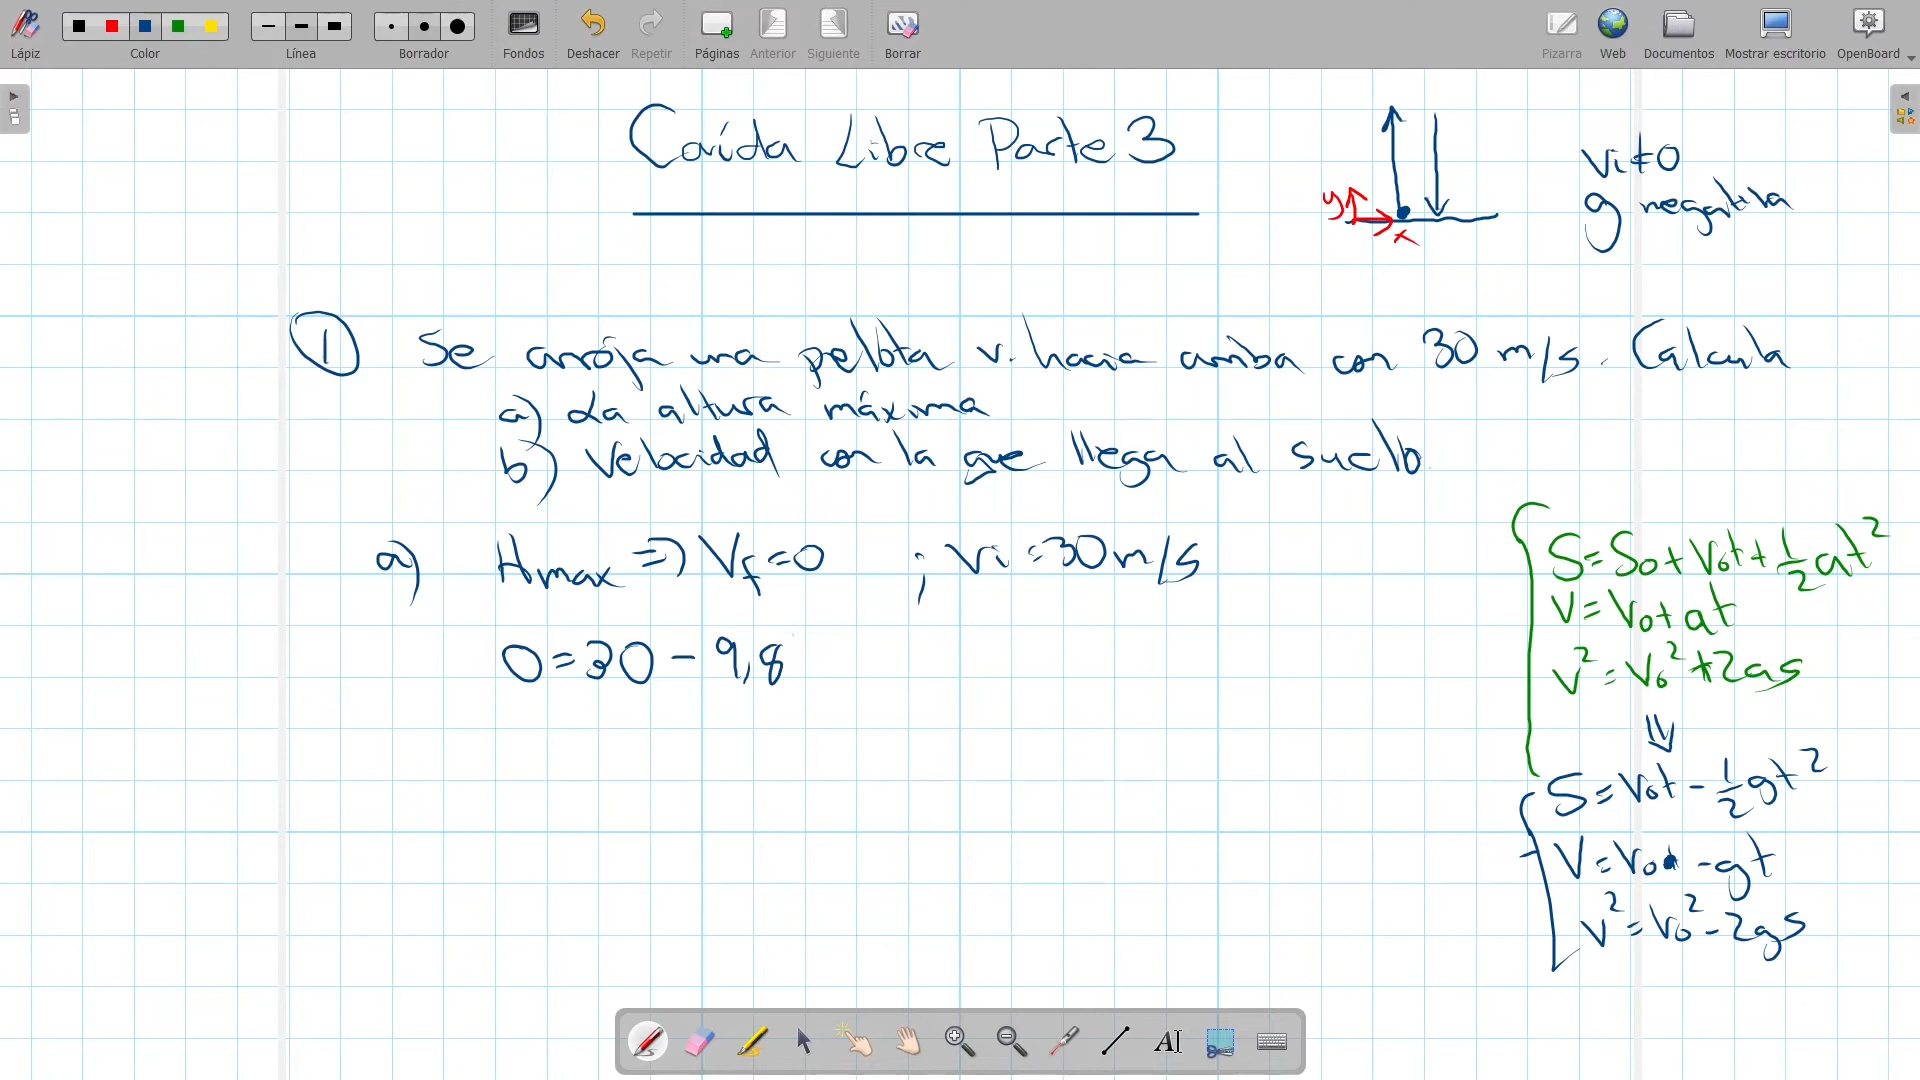 Lápiz
Color
Línea
Borrador
Fondos
Deshacer
Repetir
Páginas
Anterior
Siguiente
Borrar
Pizarra
Web
Documentos
Mostrar escritorio
OpenBoard
Caída Libre Parte 3
y
x
Vi≠0
g negativa
1 Se arroja una pelota v. hacia arriba con 30 m/s. Calcula
a) La altura máxima
b) Velocidad con la que llega al suelo.
a) Hmax => Vf=0 ; Vi=30m/s
0=30-9,8
S=So+Vot+½at²
V=Vo+at
v²=Vo²+2as
⇓
S=Vot-½gt²
V=Vo-gt
v²=Vo²-2gs
A